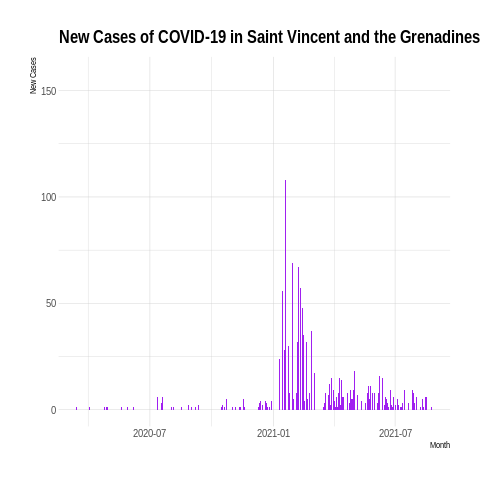 New Cases of COVID-19 in Saint Vincent and the Grenadines
New Cases
150
100
50
0
2020-07
2021-01
2021-07
Month